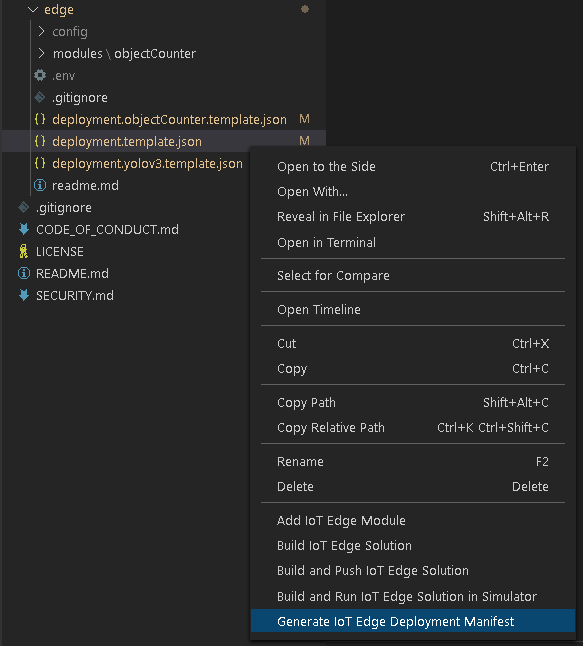 edge
config
modules \ objectCounter
.env
.gitignore
deployment.objectCounter.template.json M
deployment.template.json M
deployment.yolov3.template.json
readme.md
.gitignore
CODE_OF_CONDUCT.md
LICENSE
README.md
SECURITY.md
Open to the Side Ctrl+Enter
Open With...
Reveal in File Explorer Shift+Alt+R
Open in Terminal
Select for Compare
Open Timeline
Cut Ctrl+X
Copy Ctrl+C
Copy Path Shift+Alt+C
Copy Relative Path Ctrl+K Ctrl+Shift+C
Rename F2
Delete Delete
Add IoT Edge Module
Build IoT Edge Solution
Build and Push IoT Edge Solution
Build and Run IoT Edge Solution in Simulator
Generate IoT Edge Deployment Manifest